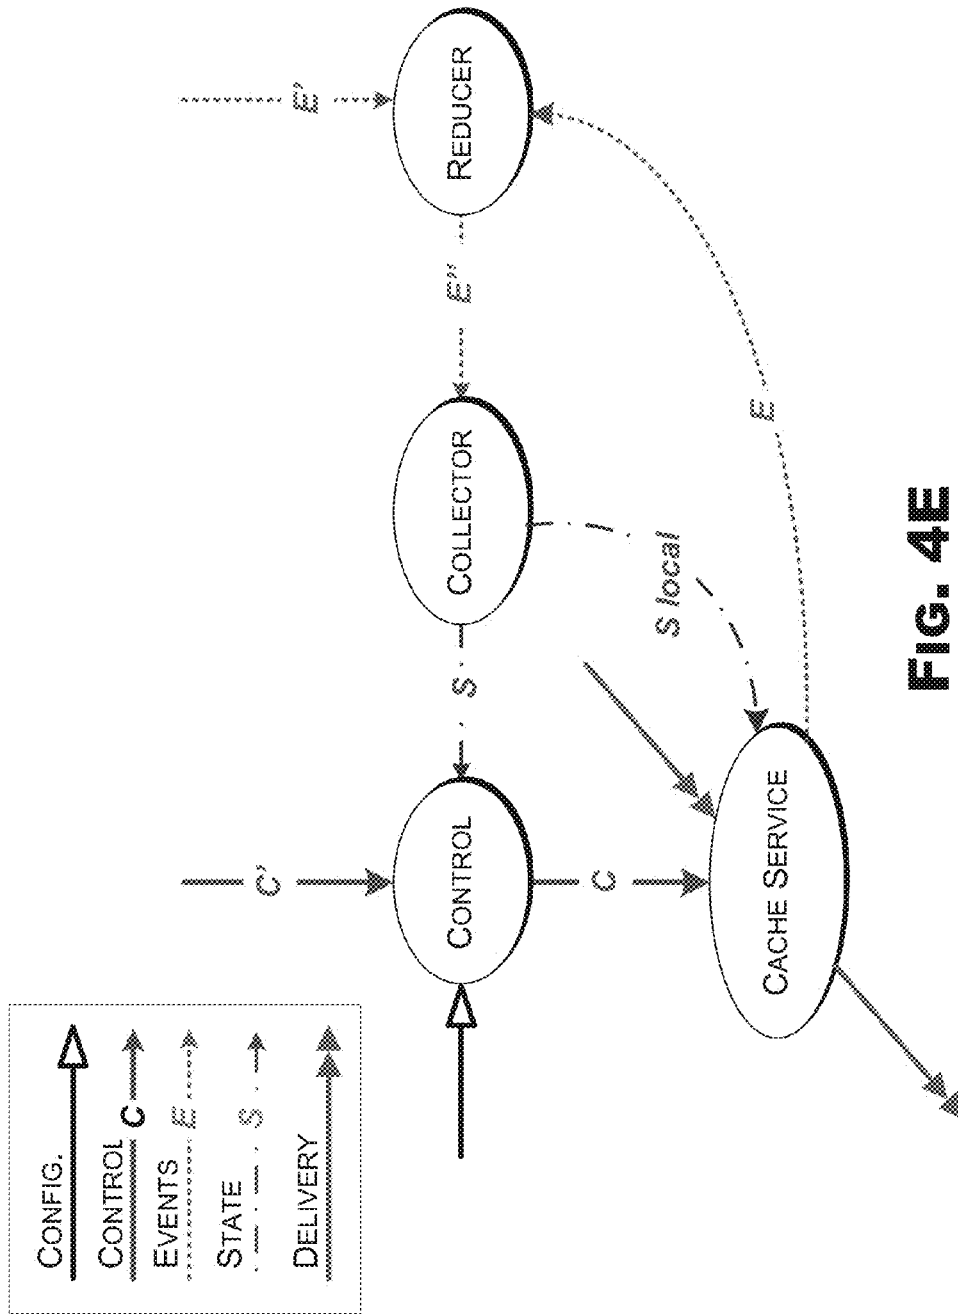 CONFIG.
CONTROL
C
EVENTS
E
STATE
S
DELIVERY
C'
E'
CONTROL
S
COLLECTOR
E''
REDUCER
C
S local
E
CACHE SERVICE
FIG. 4E